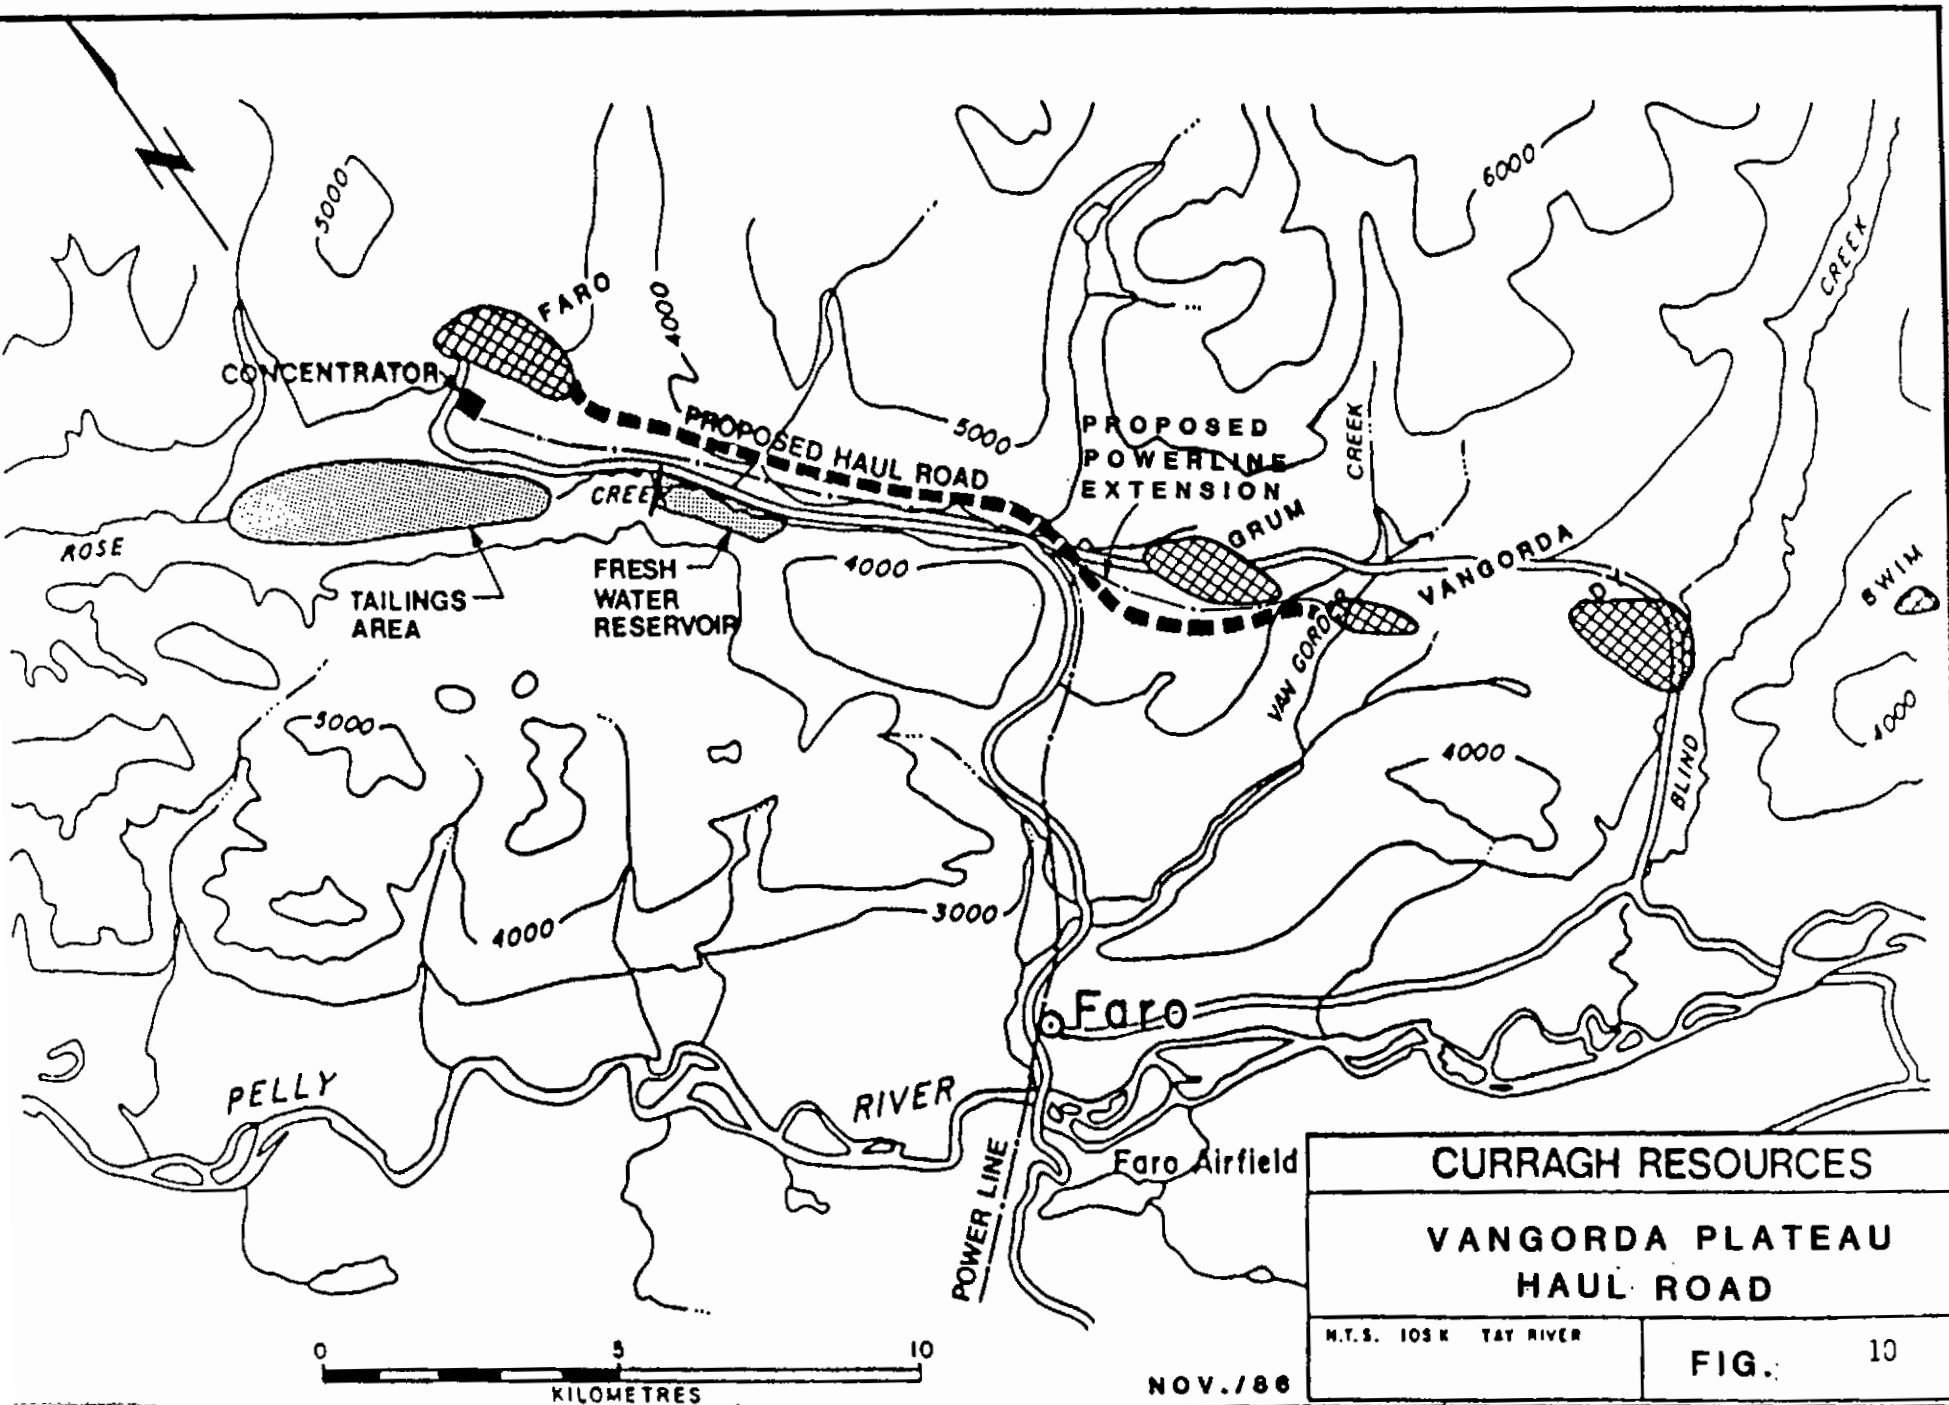 N
5000
6000
CREEK
FARO
4000
CONCENTRATOR
PROPOSED HAUL ROAD
5000
PROPOSED
POWERLINE
EXTENSION
CREEK
GRUM
VANGORDA
DY
SWIM
CREEK
ROSE
TAILINGS
AREA
FRESH
WATER
RESERVOIR
4000
VAN GORDER
5000
4000
4000
BLIND
4000
3000
Faro
PELLY
RIVER
POWER LINE
Faro Airfield
CURRAGH RESOURCES
VANGORDA PLATEAU
HAUL ROAD
N.T.S. 105 K TAY RIVER
FIG. 10
0 5 10
KILOMETRES
NOV./86